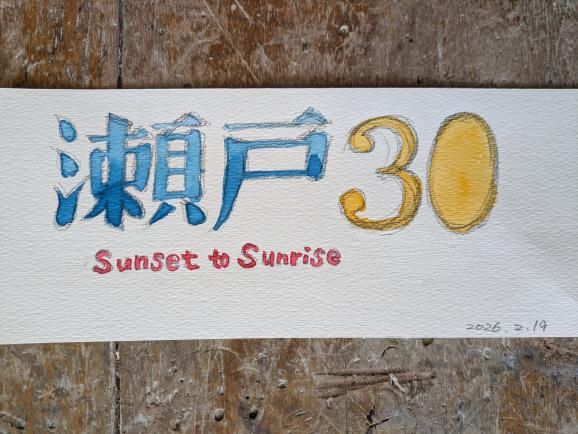 瀬戸30
Sunset to Sunrise
2026.2.19